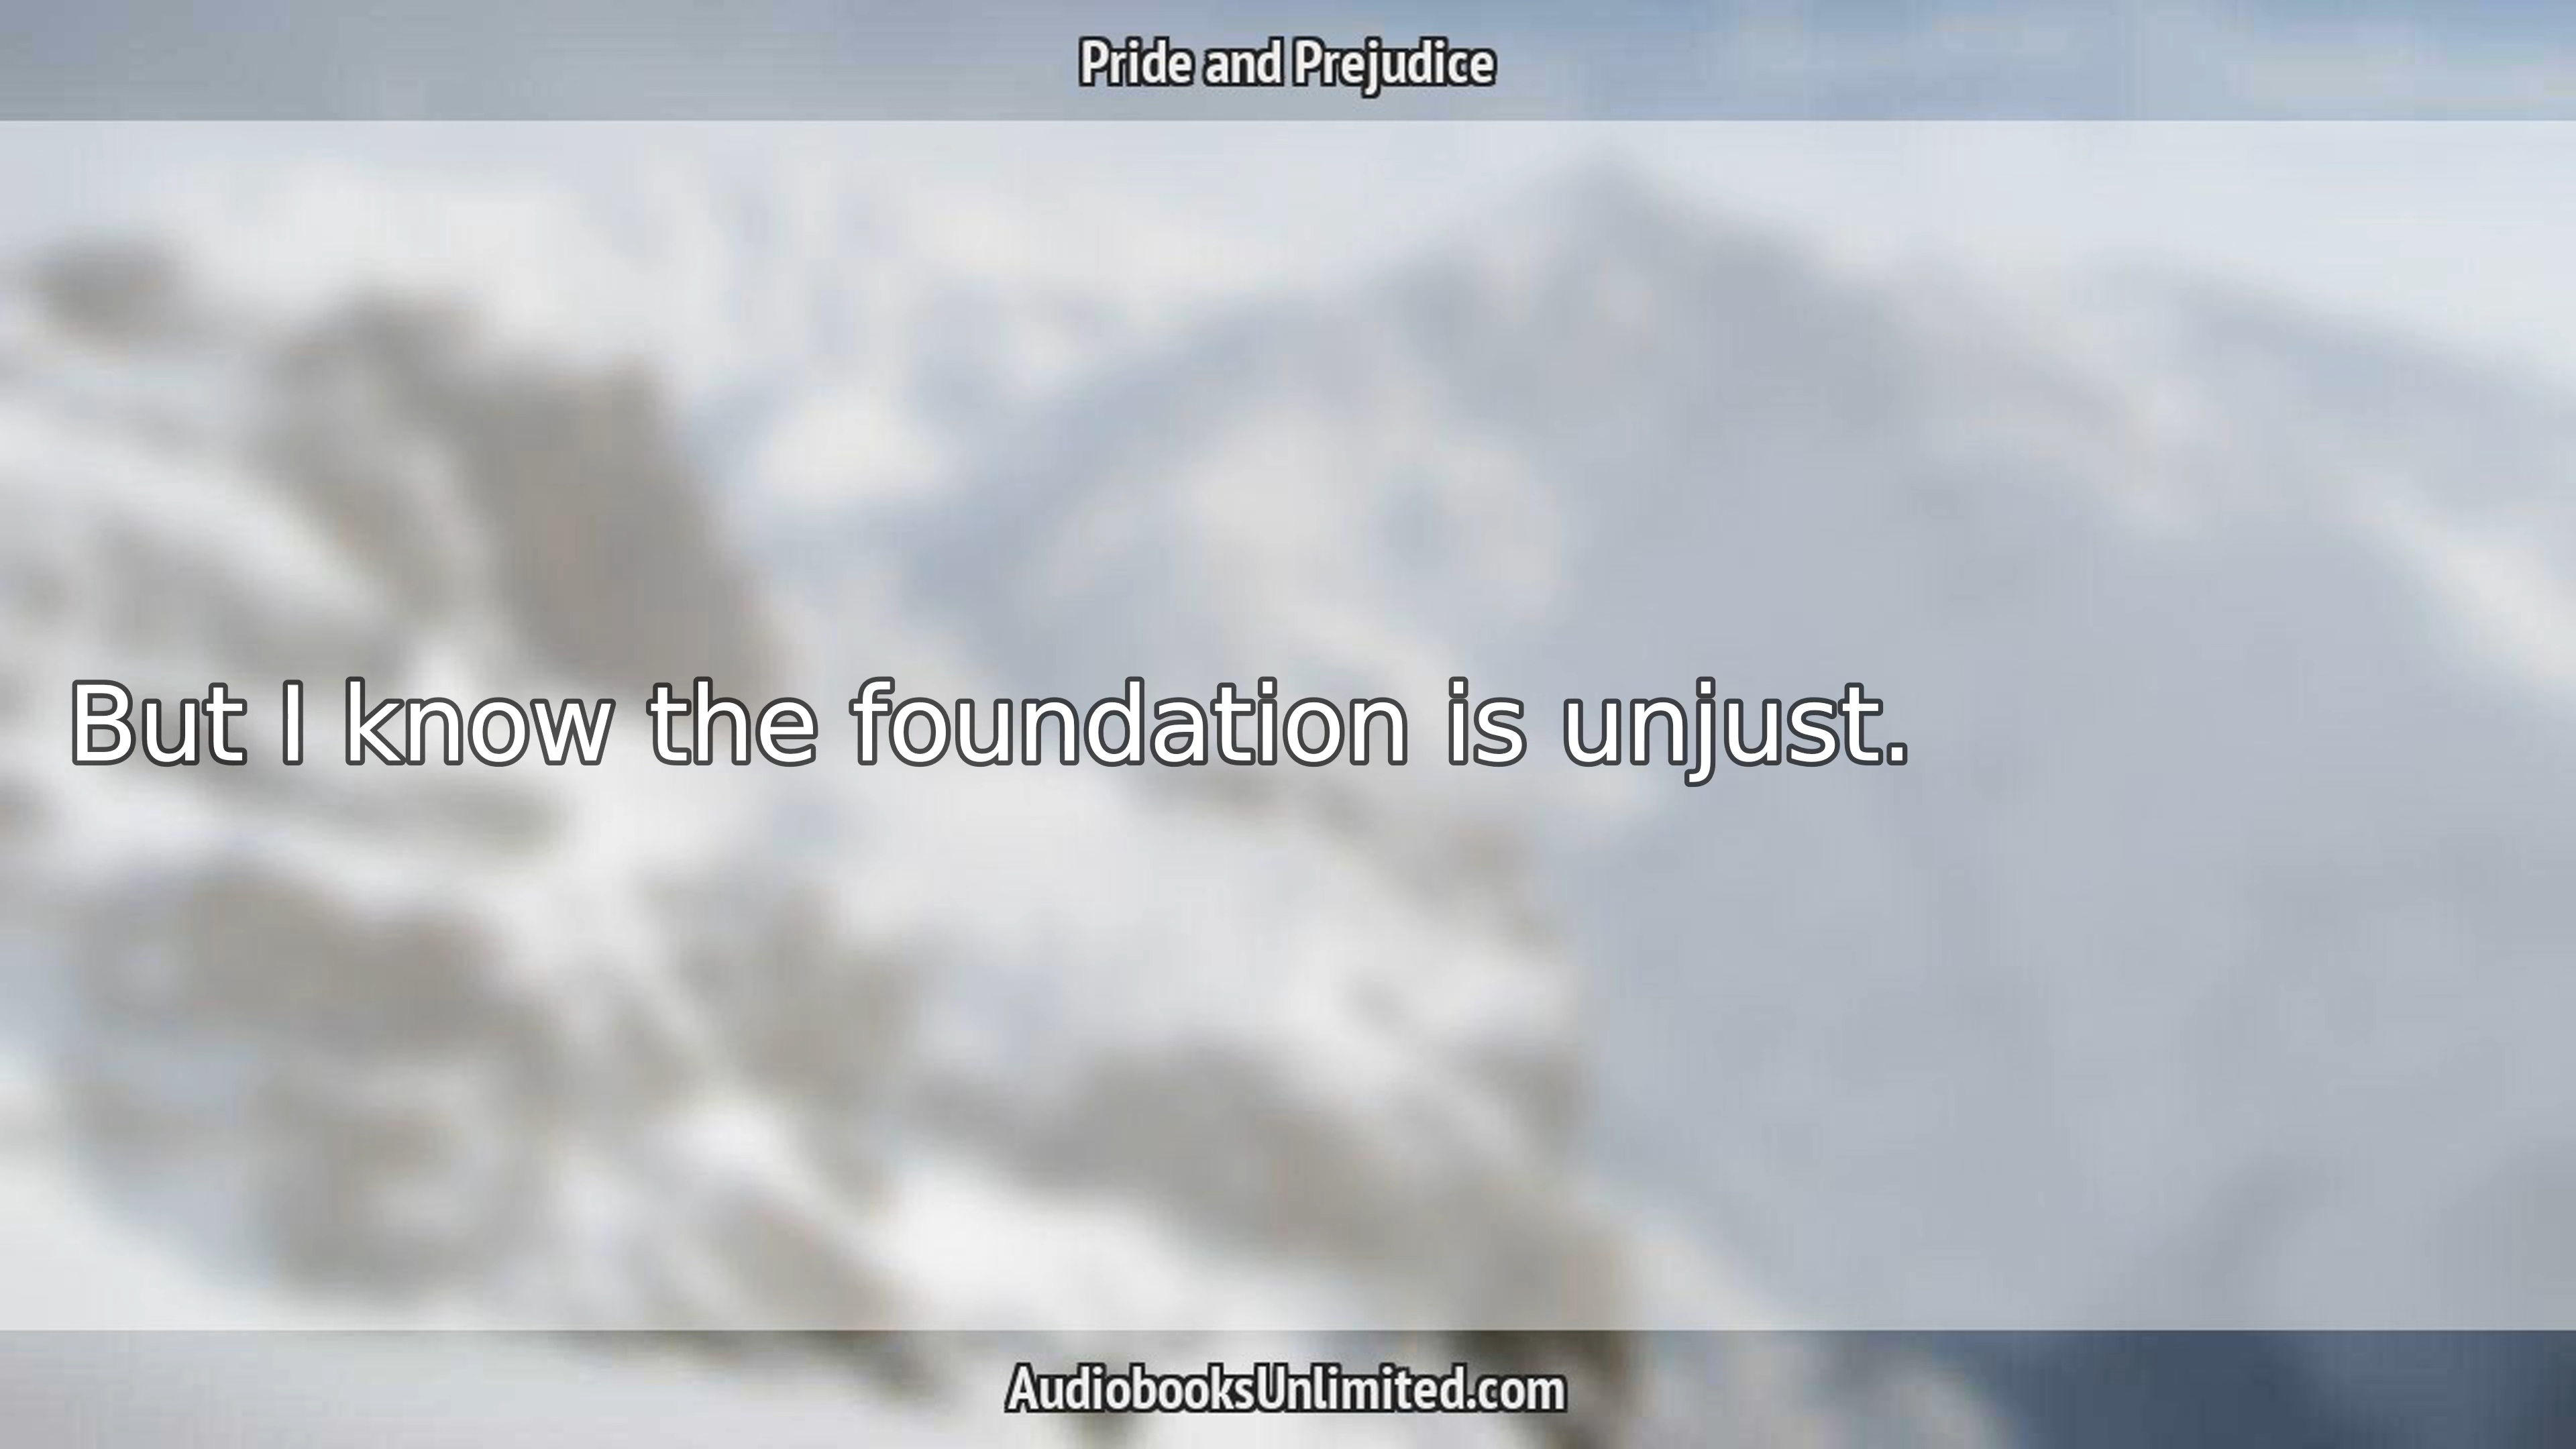 Pride and Prejudice
But I know the foundation is unjust.
AudiobooksUnlimited.com